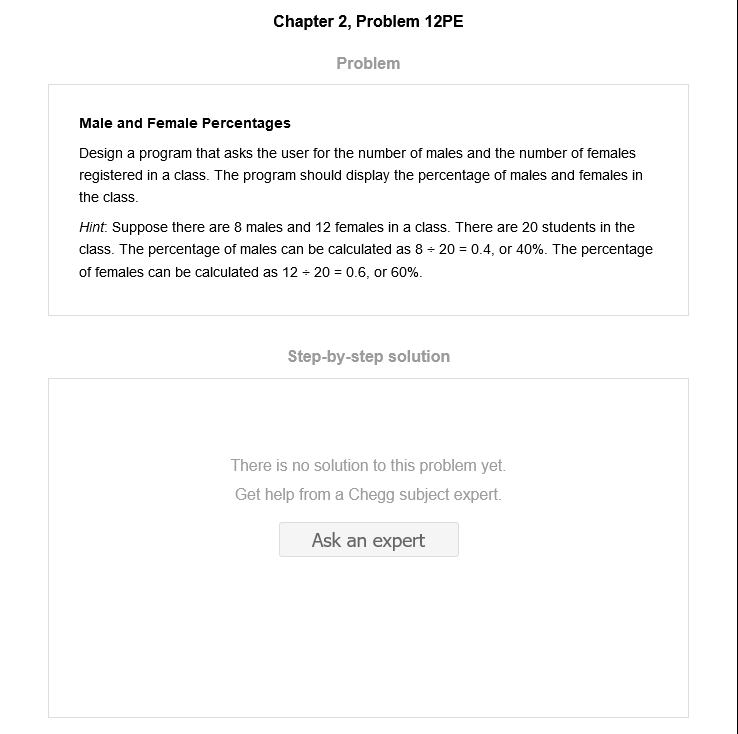 Chapter 2, Problem 12PE
Problem
Male and Female Percentages
Design a program that asks the user for the number of males and the number of females
registered in a class. The program should display the percentage of males and females in
the class.
Hint: Suppose there are 8 males and 12 females in a class. There are 20 students in the
class. The percentage of males can be calculated as 8 ÷ 20 = 0.4, or 40%. The percentage
of females can be calculated as 12 ÷ 20 = 0.6, or 60%.
Step-by-step solution
There is no solution to this problem yet.
Get help from a Chegg subject expert.
Ask an expert